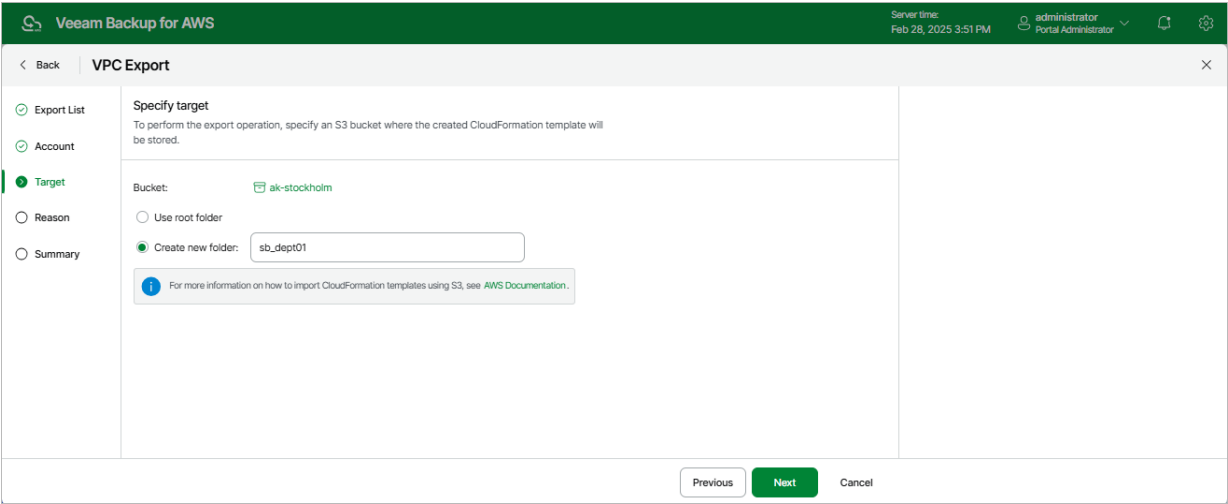 Veeam Backup for AWS
Server time:
Feb 28, 2025 3:51 PM
administrator
Portal Administrator
Back
VPC Export
Export List
Account
Target
Reason
Summary
Specify target
To perform the export operation, specify an S3 bucket where the created CloudFormation template will
be stored.
Bucket: ak-stockholm
Use root folder
Create new folder: sb_dept01
For more information on how to import CloudFormation templates using S3, see AWS Documentation.
Previous Next Cancel